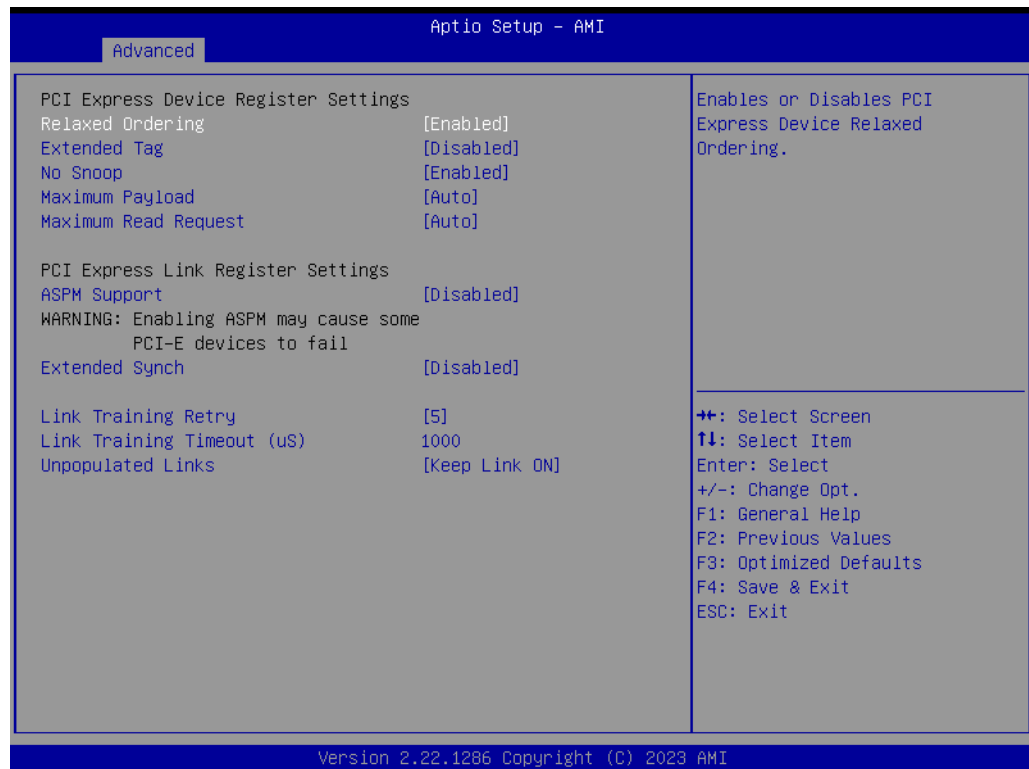 Aptio Setup – AMI
Advanced
PCI Express Device Register Settings
Relaxed Ordering [Enabled]
Extended Tag [Disabled]
No Snoop [Enabled]
Maximum Payload [Auto]
Maximum Read Request [Auto]
PCI Express Link Register Settings
ASPM Support [Disabled]
WARNING: Enabling ASPM may cause some
PCI-E devices to fail
Extended Synch [Disabled]
Link Training Retry [5]
Link Training Timeout (uS) 1000
Unpopulated Links [Keep Link ON]
Enables or Disables PCI
Express Device Relaxed
Ordering.
→←: Select Screen
↑↓: Select Item
Enter: Select
+/-: Change Opt.
F1: General Help
F2: Previous Values
F3: Optimized Defaults
F4: Save & Exit
ESC: Exit
Version 2.22.1286 Copyright (C) 2023 AMI